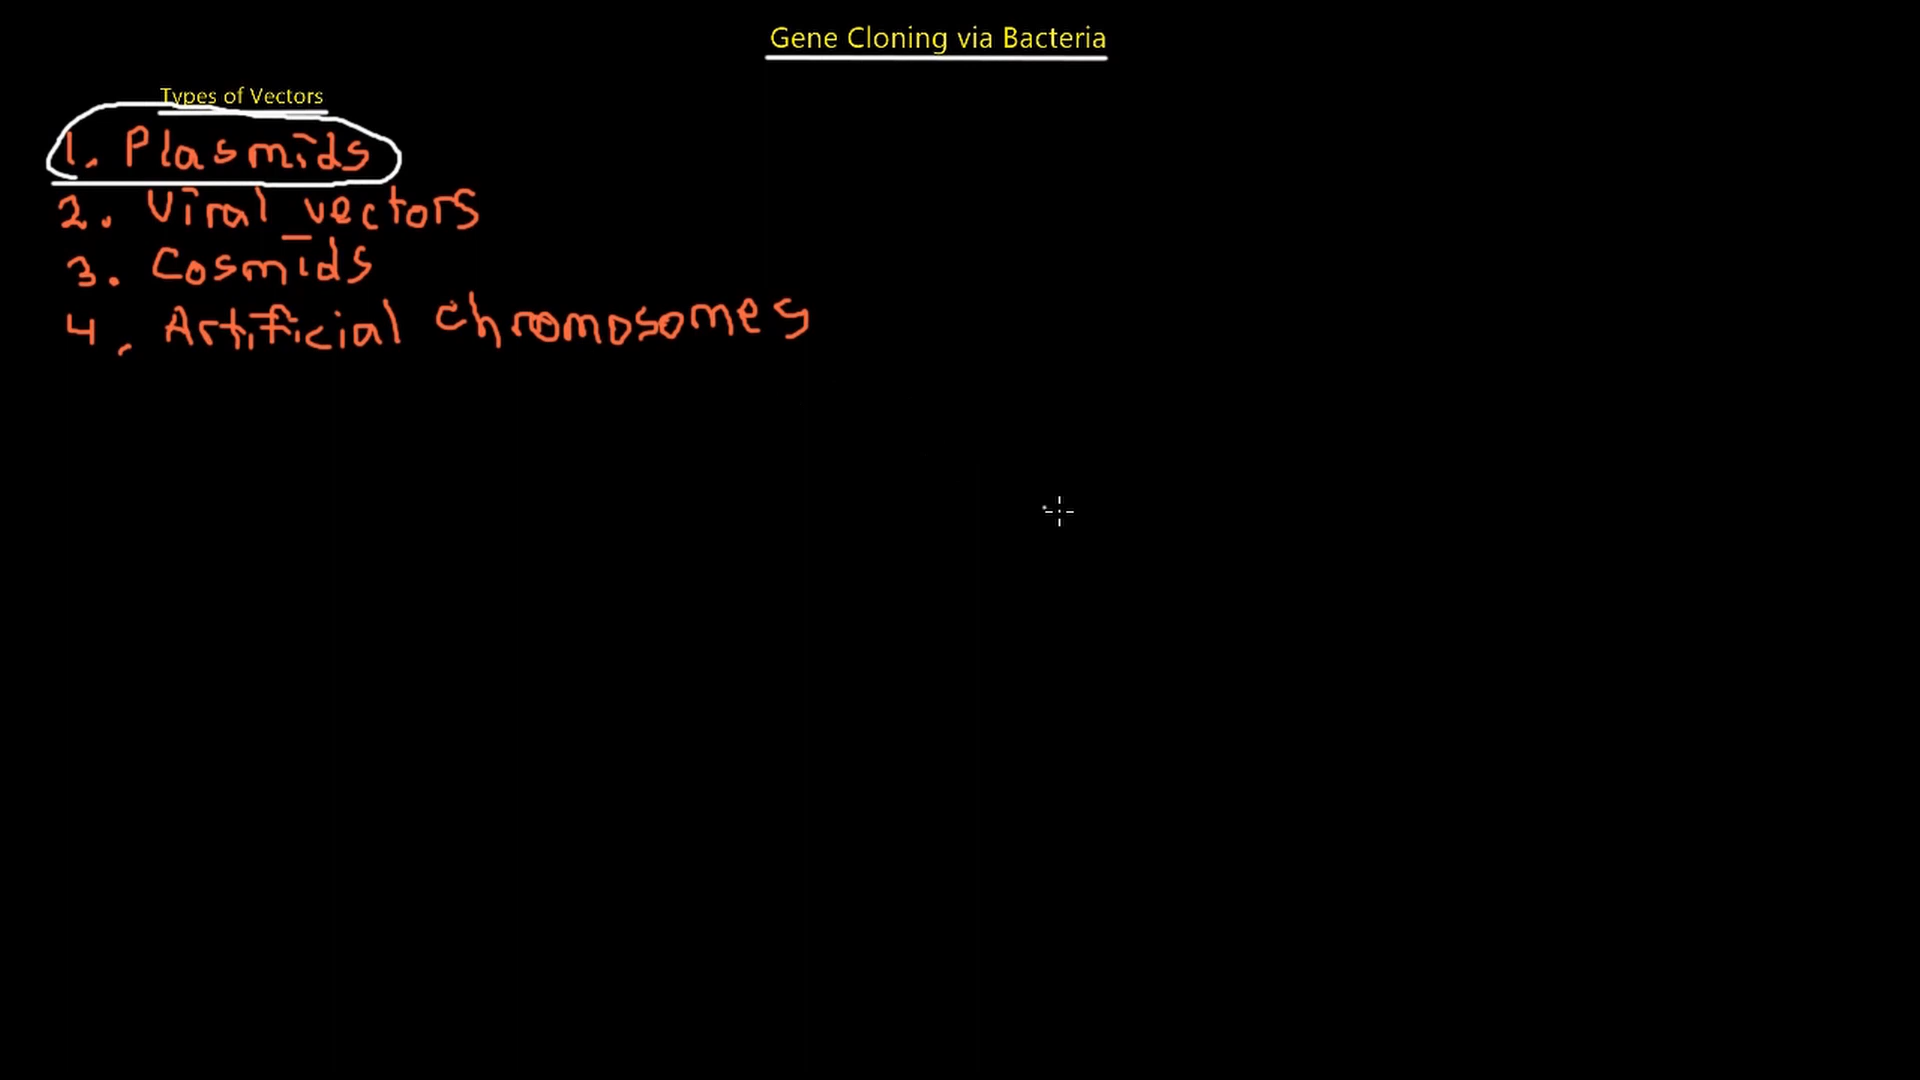 Gene Cloning via Bacteria
Types of Vectors
1. Plasmids
2. Viral vectors
3. Cosmids
4. Artificial chromosomes